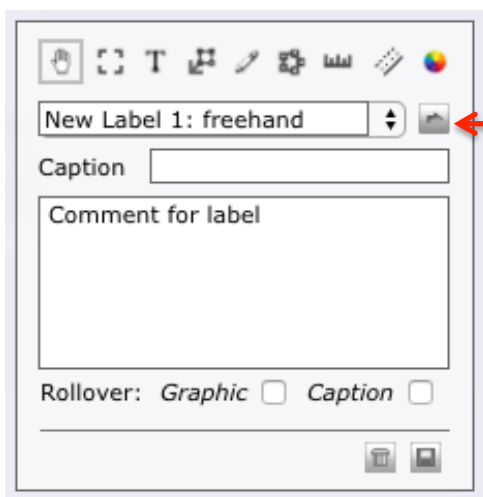 T
New Label 1: freehand
Caption
Comment for label
Rollover: Graphic Caption